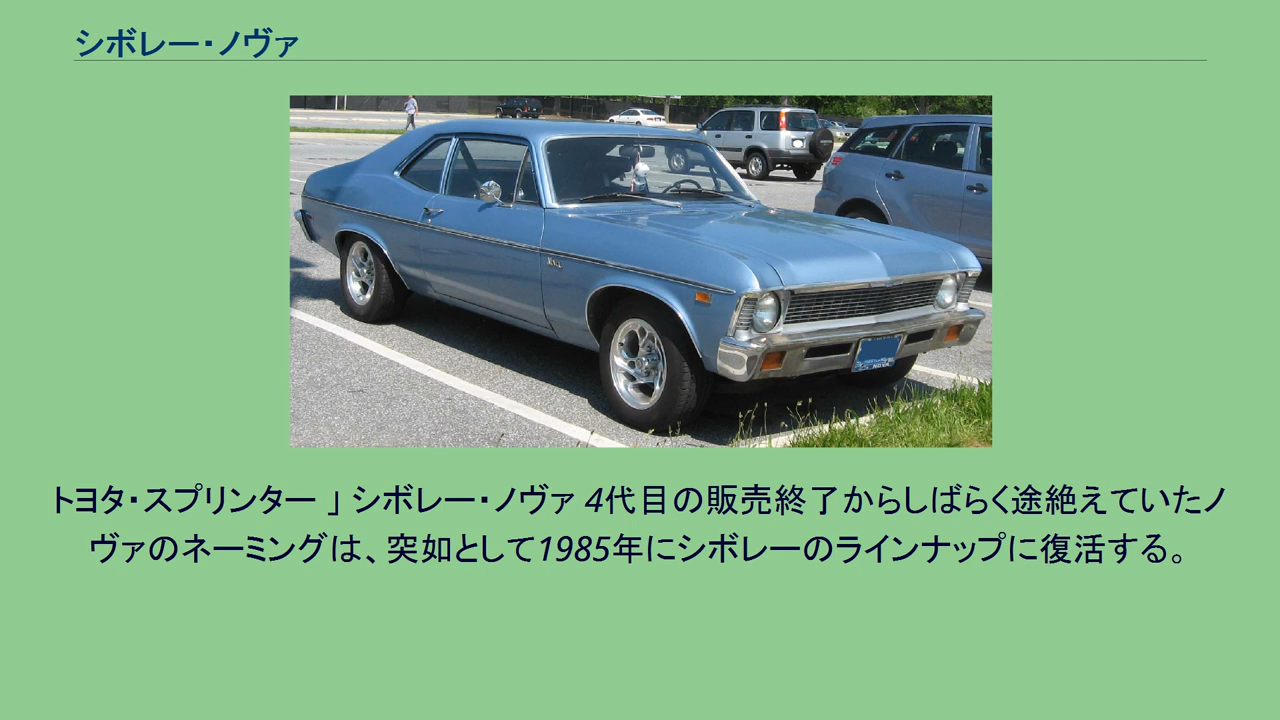 シボレー・ノヴァ
NOVA
トヨタ・スプリンター 」 シボレー・ノヴァ 4代目の販売終了からしばらく途絶えていたノ
ヴァのネーミングは、突如として1985年にシボレーのラインナップに復活する。